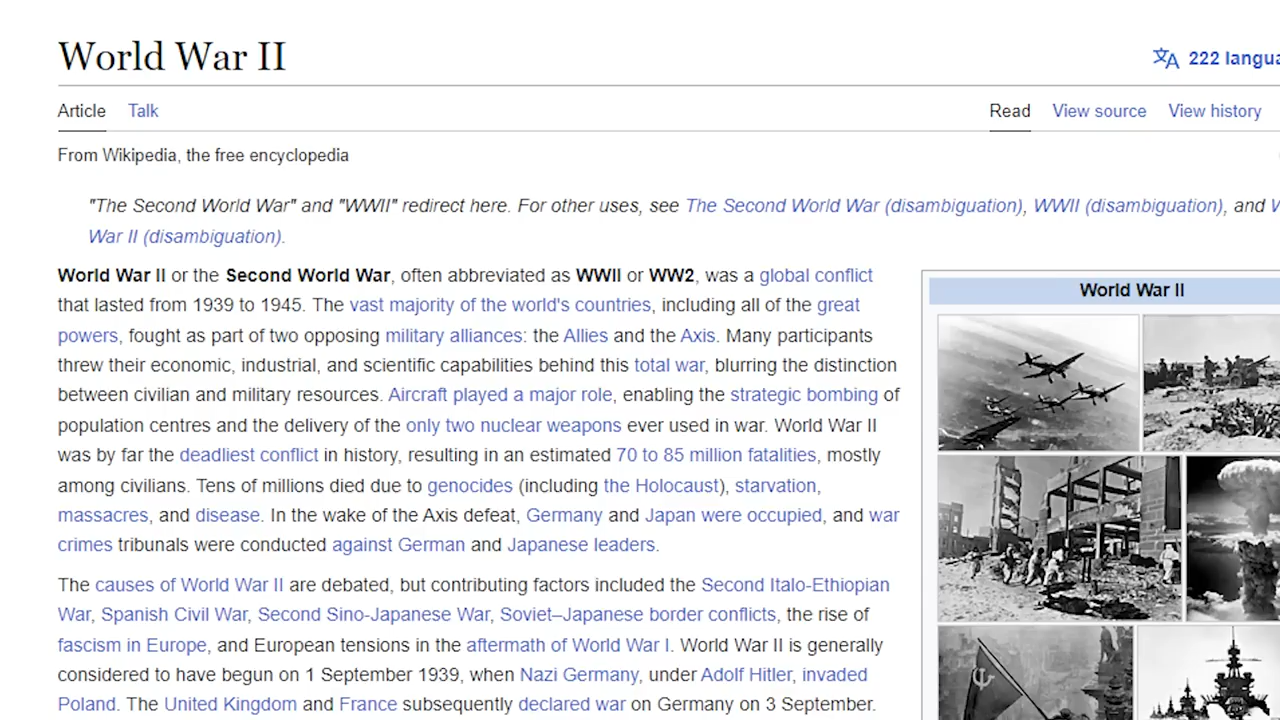 World War II
222 langua
Article Talk
Read View source View history
From Wikipedia, the free encyclopedia
"The Second World War" and "WWII" redirect here. For other uses, see The Second World War (disambiguation), WWII (disambiguation), and W
War II (disambiguation).
World War II or the Second World War, often abbreviated as WWII or WW2, was a global conflict
that lasted from 1939 to 1945. The vast majority of the world's countries, including all of the great
powers, fought as part of two opposing military alliances: the Allies and the Axis. Many participants
threw their economic, industrial, and scientific capabilities behind this total war, blurring the distinction
between civilian and military resources. Aircraft played a major role, enabling the strategic bombing of
population centres and the delivery of the only two nuclear weapons ever used in war. World War II
was by far the deadliest conflict in history, resulting in an estimated 70 to 85 million fatalities, mostly
among civilians. Tens of millions died due to genocides (including the Holocaust), starvation,
massacres, and disease. In the wake of the Axis defeat, Germany and Japan were occupied, and war
crimes tribunals were conducted against German and Japanese leaders.
The causes of World War II are debated, but contributing factors included the Second Italo-Ethiopian
War, Spanish Civil War, Second Sino-Japanese War, Soviet–Japanese border conflicts, the rise of
fascism in Europe, and European tensions in the aftermath of World War I. World War II is generally
considered to have begun on 1 September 1939, when Nazi Germany, under Adolf Hitler, invaded
Poland. The United Kingdom and France subsequently declared war on Germany on 3 September.
World War II